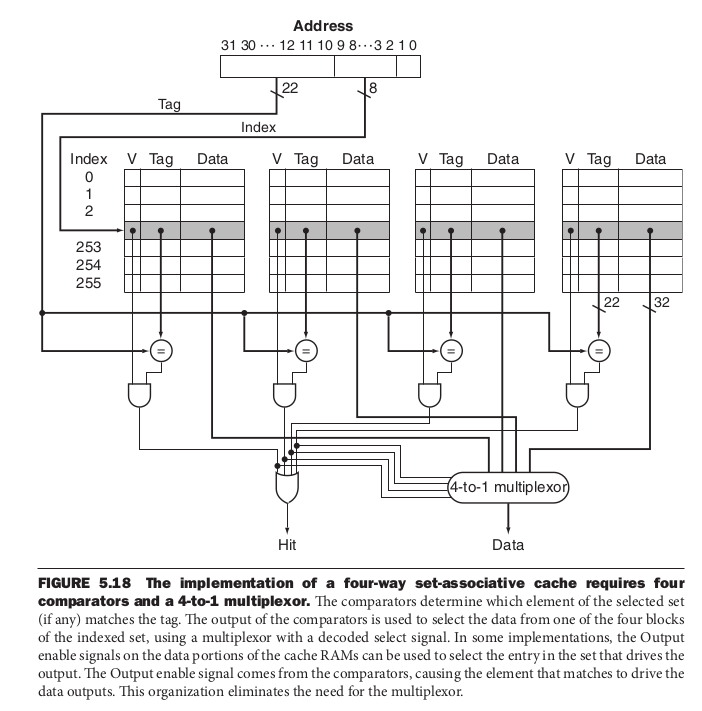 Address
31 30 ··· 12 11 10 9 8 ··· 3 2 1 0
22
8
Tag
Index
Index V Tag Data V Tag Data V Tag Data V Tag Data
0
1
2
253
254
255
22
32
= = = =
4-to-1 multiplexor
Hit
Data
FIGURE 5.18 The implementation of a four-way set-associative cache requires four
comparators and a 4-to-1 multiplexor. The comparators determine which element of the selected set
(if any) matches the tag. The output of the comparators is used to select the data from one of the four blocks
of the indexed set, using a multiplexor with a decoded select signal. In some implementations, the Output
enable signals on the data portions of the cache RAMs can be used to select the entry in the set that drives the
output. The Output enable signal comes from the comparators, causing the element that matches to drive the
data outputs. This organization eliminates the need for the multiplexor.